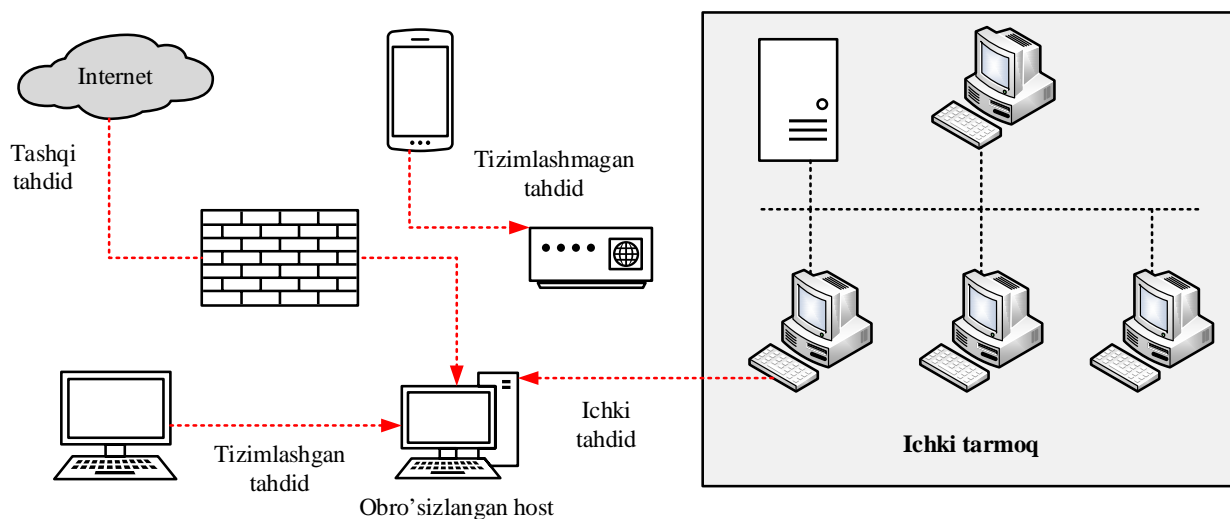 Internet
Tashqi
tahdid
Tizimlashmagan
tahdid
Tizimlashgan
tahdid
Obro’sizlangan host
Ichki
tahdid
Ichki tarmoq